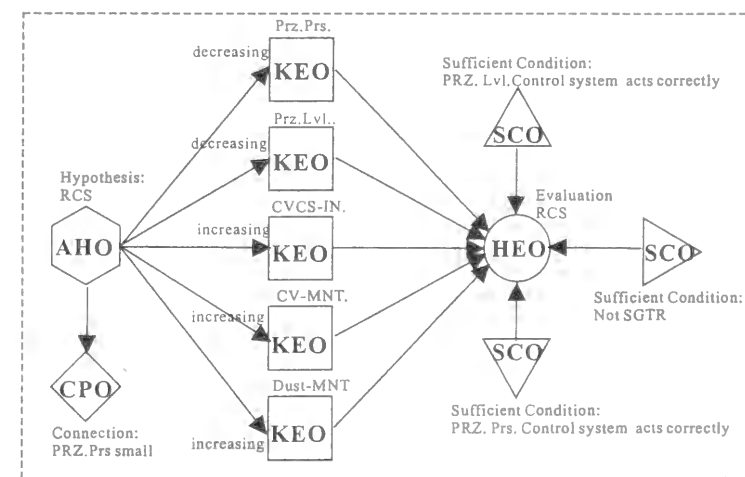 Prz.Prs.
decreasing
KEO
Sufficient Condition:
PRZ. Lvl.Control system acts correctly
SCO
Prz.Lvl..
decreasing
KEO
Hypothesis:
RCS
AHO
CVCS-IN.
increasing
KEO
Evaluation
RCS
HEO
SCO
Sufficient Condition:
Not SGTR
CV-MNT.
increasing
KEO
SCO
Sufficient Condition:
PRZ. Prs. Control system acts correctly
CPO
Connection:
PRZ.Prs small
Dust-MNT
increasing
KEO